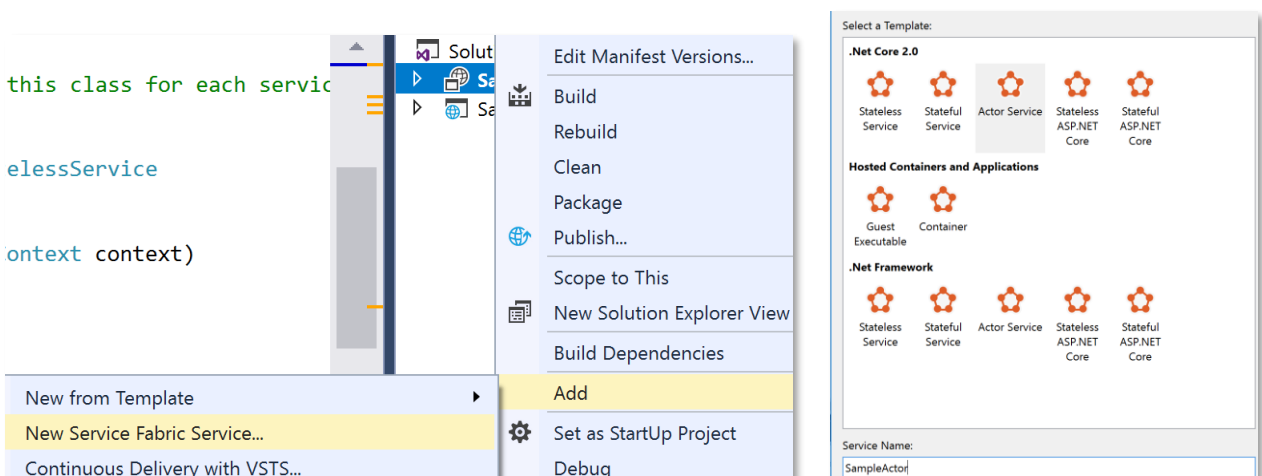 this class for each servic
elessService
ontext context)
Solut
Sa
Sa
Edit Manifest Versions...
Build
Rebuild
Clean
Package
Publish...
Scope to This
New Solution Explorer View
Build Dependencies
Add
Set as StartUp Project
Debug
New from Template
New Service Fabric Service...
Continuous Delivery with VSTS...
Select a Template:
.Net Core 2.0
Stateless Service
Stateful Service
Actor Service
Stateless ASP.NET Core
Stateful ASP.NET Core
Hosted Containers and Applications
Guest Executable
Container
.Net Framework
Stateless Service
Stateful Service
Actor Service
Stateless ASP.NET Core
Stateful ASP.NET Core
Service Name:
SampleActor